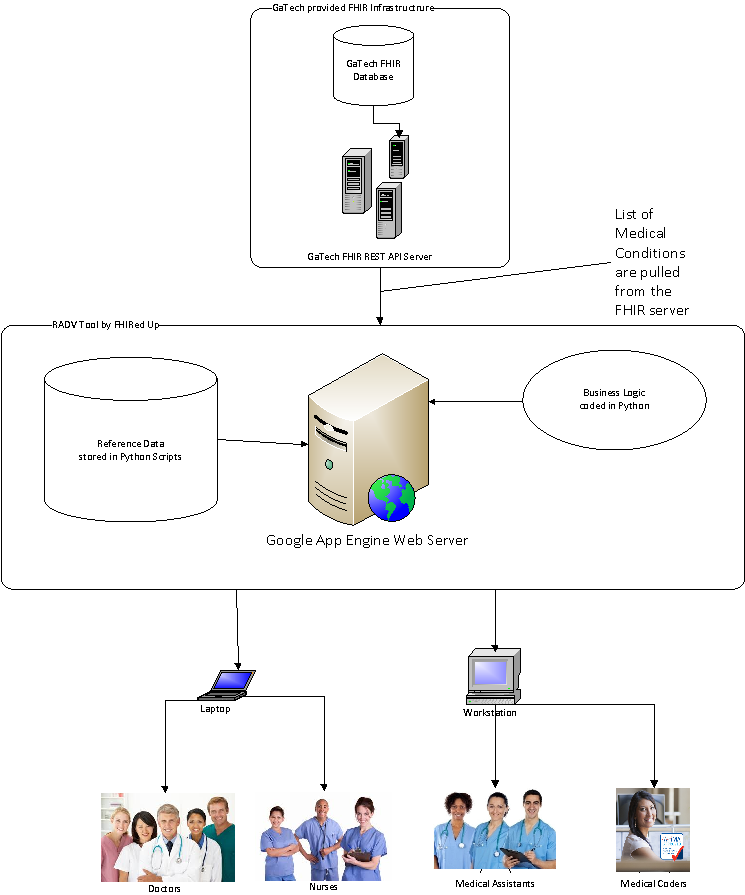 GaTech provided FHIR Infrastrucrure
GaTech FHIR
Database
GaTech FHIR REST API Server
List of
Medical
Conditions
are pulled
from the
FHIR server
RADV Tool by FHIRed Up
Reference Data
stored in Python Scripts
Business Logic
coded in Python
Google App Engine Web Server
Laptop
Workstation
Doctors
Nurses
Medical Assistants
Medical Coders